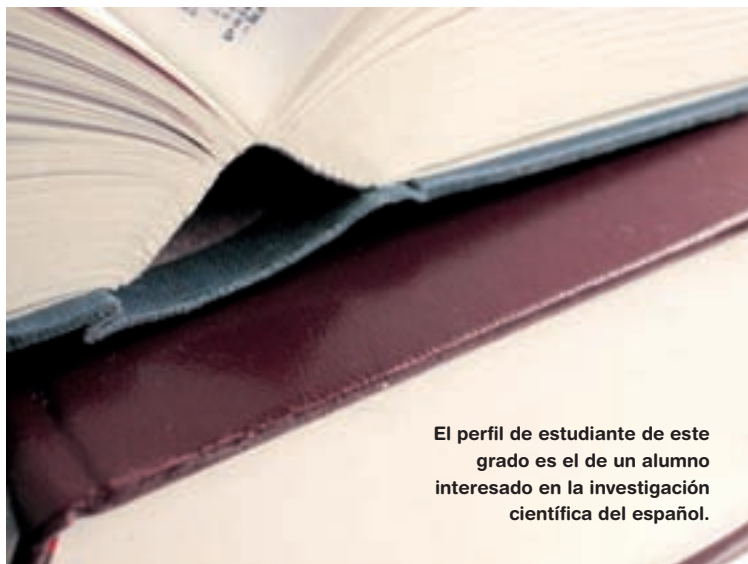 El perfil de estudiante de este
grado es el de un alumno
interesado en la investigación
científica del español.